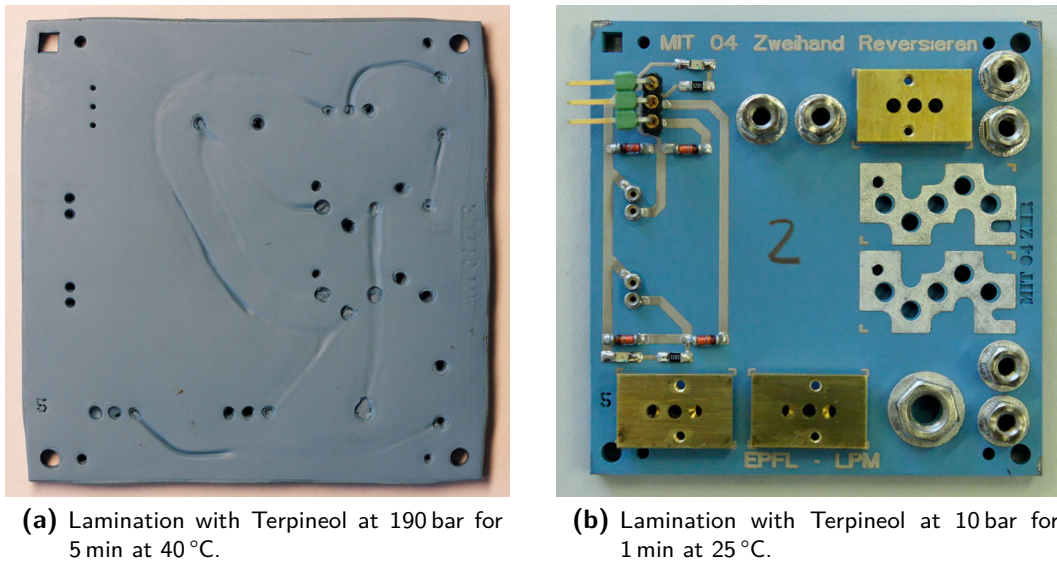 5
MIT 04 Zweihand Reversieren
2
MIT 04 ZIR
5
EPFL - LPM
(a) Lamination with Terpineol at 190 bar for
5 min at 40 °C.
(b) Lamination with Terpineol at 10 bar for
1 min at 25 °C.